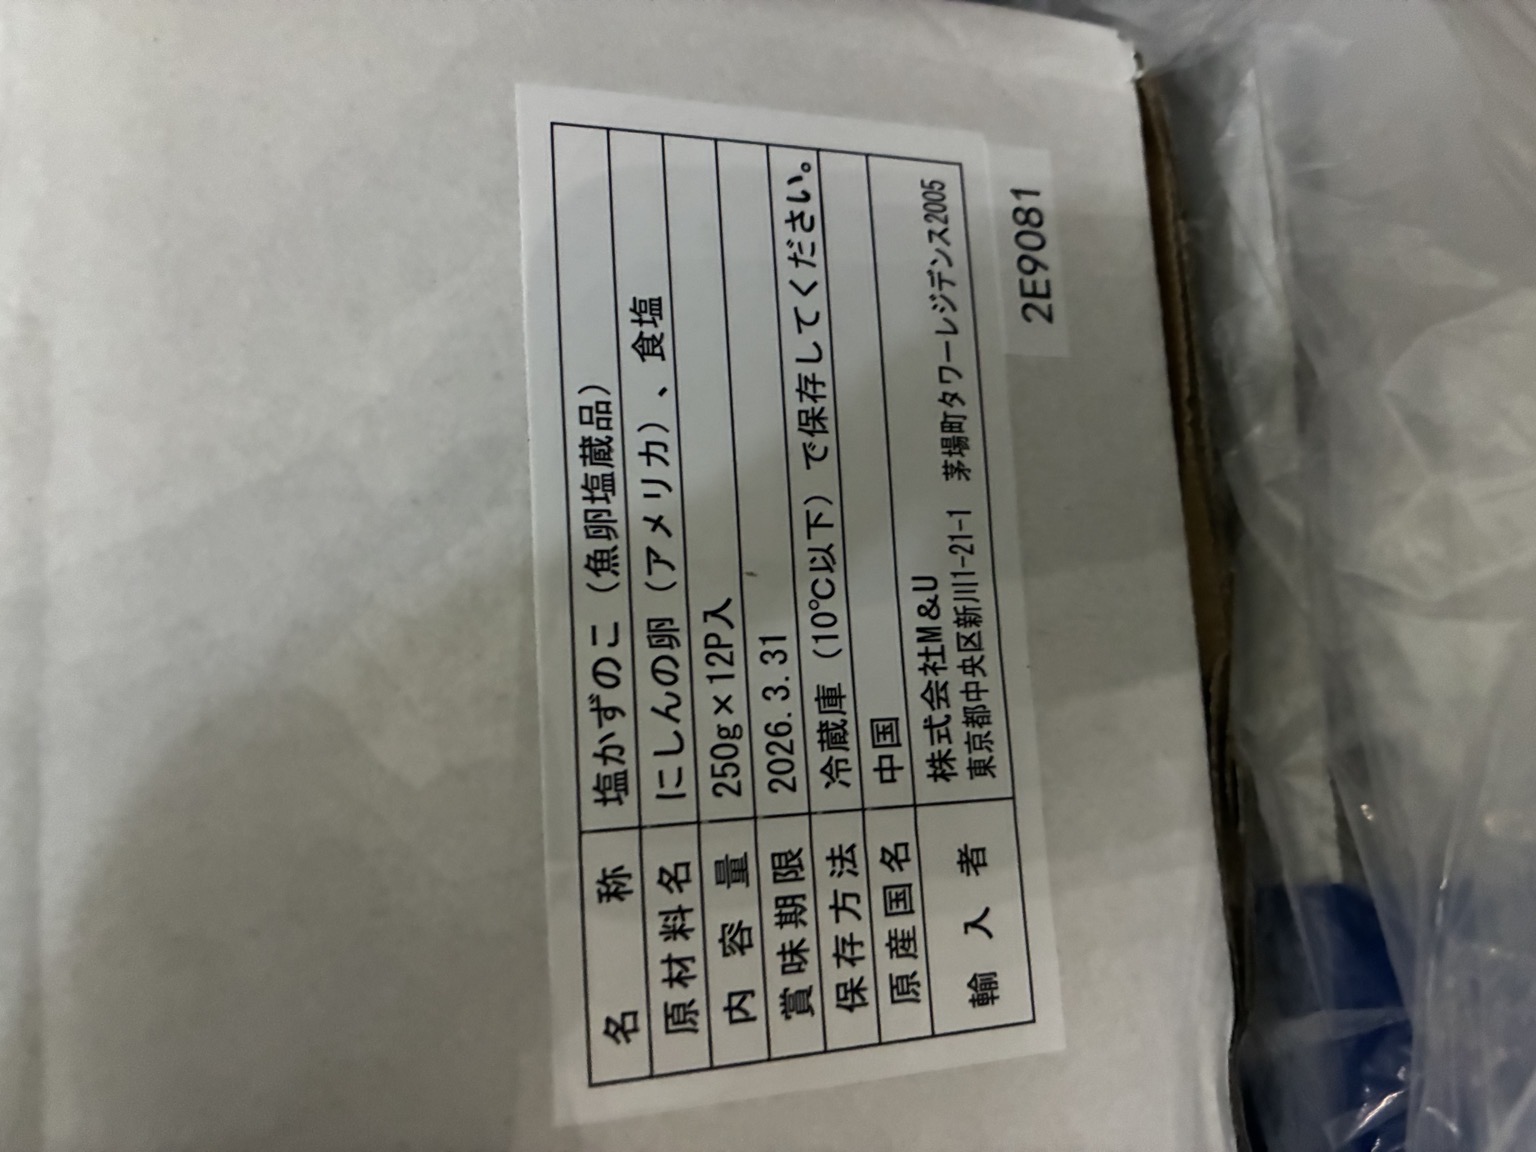 名　称 塩かずのこ（魚卵塩蔵品）
原材料名 にしんの卵（アメリカ）、食塩
内容量 250g×12P入
賞味期限 2026.3.31
保存方法 冷蔵庫（10℃以下）で保存してください。
原産国名 中国
輸入者 株式会社M&U
東京都中央区新川1-21-1　茅場町タワーレジデンス2005
2E9081